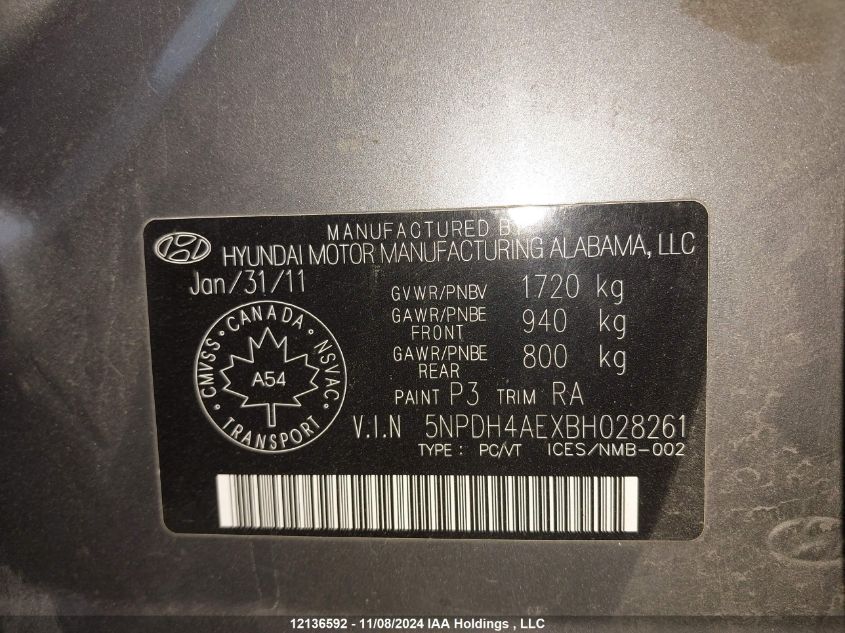 MANUFACTURED BY
HYUNDAI MOTOR MANUFACTURING ALABAMA, LLC
Jan/31/11
GVWR/PNBV 1720 kg
GAWR/PNBE FRONT 940 kg
GAWR/PNBE REAR 800 kg
CMVSS • CANADA • NSVAC • TRANSPORT •
A54
PAINT P3 TRIM RA
V.I.N 5NPDH4AEXBH028261
TYPE : PC/VT ICES/NMB-002
12136592 - 11/08/2024 IAA Holdings , LLC